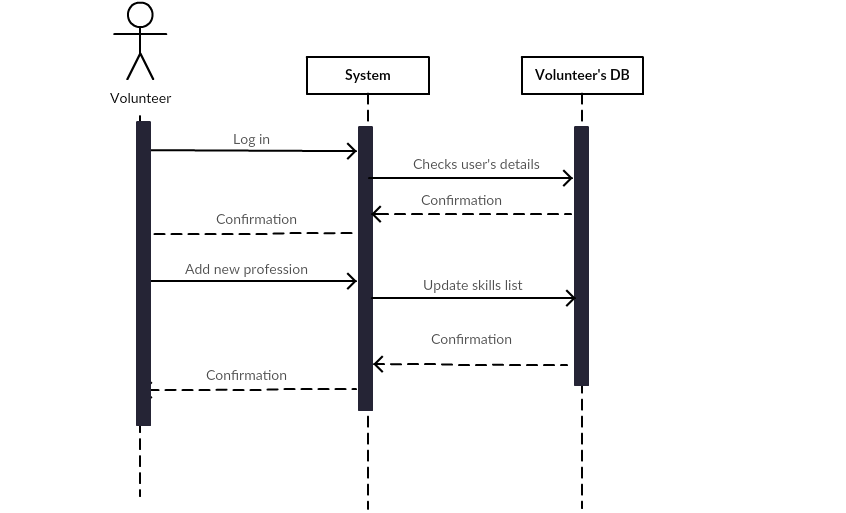 Volunteer
System
Volunteer's DB
Log in
Checks user's details
Confirmation
Confirmation
Add new profession
Update skills list
Confirmation
Confirmation